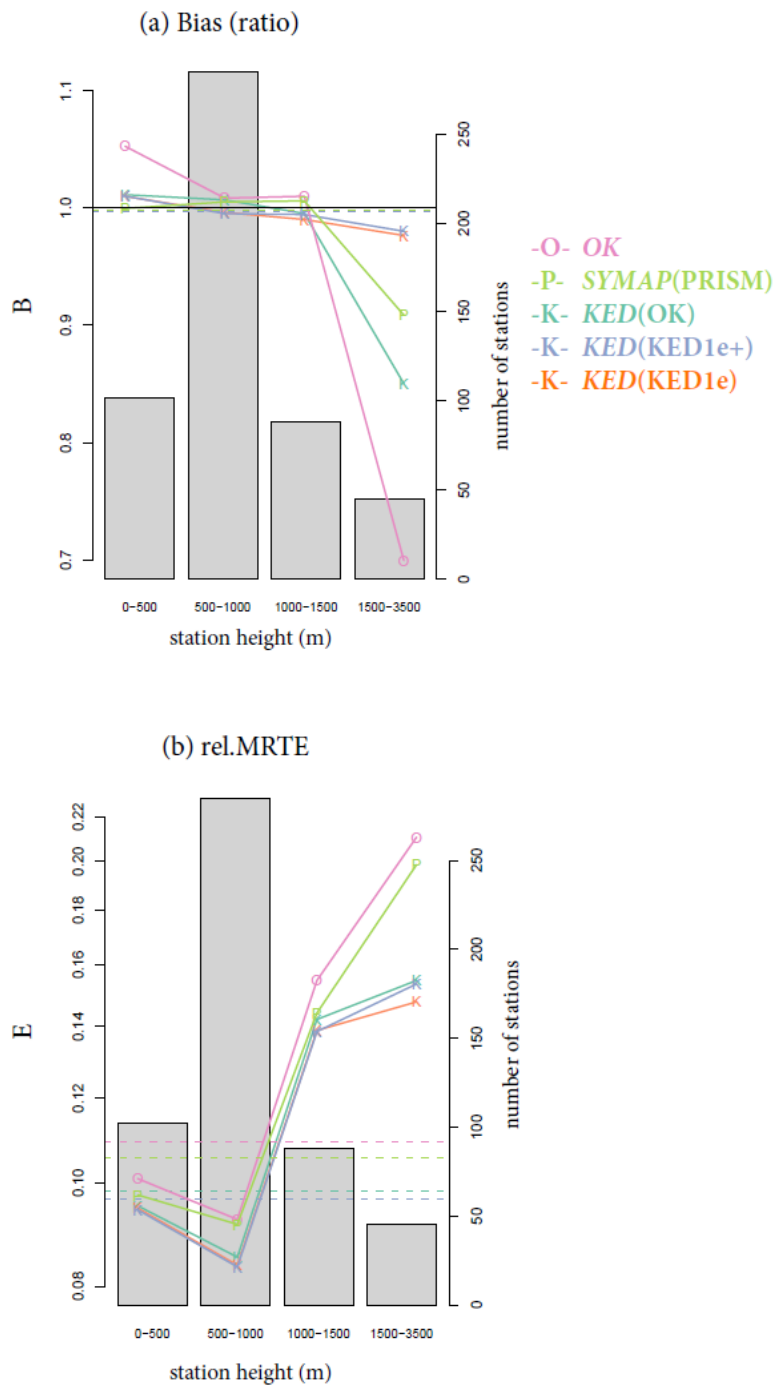 (a) Bias (ratio)
1.1
1.0
0.9
0.8
0.7
B
250
200
150
100
50
0
number of stations
0−500 500−1000 1000−1500 1500−3500
station height (m)
-O- OK
-P- SYMAP(PRISM)
-K- KED(OK)
-K- KED(KED1e+)
-K- KED(KED1e)
(b) rel.MRTE
0.22
0.20
0.18
0.16
0.14
0.12
0.10
0.08
E
250
200
150
100
50
0
number of stations
0−500 500−1000 1000−1500 1500−3500
station height (m)